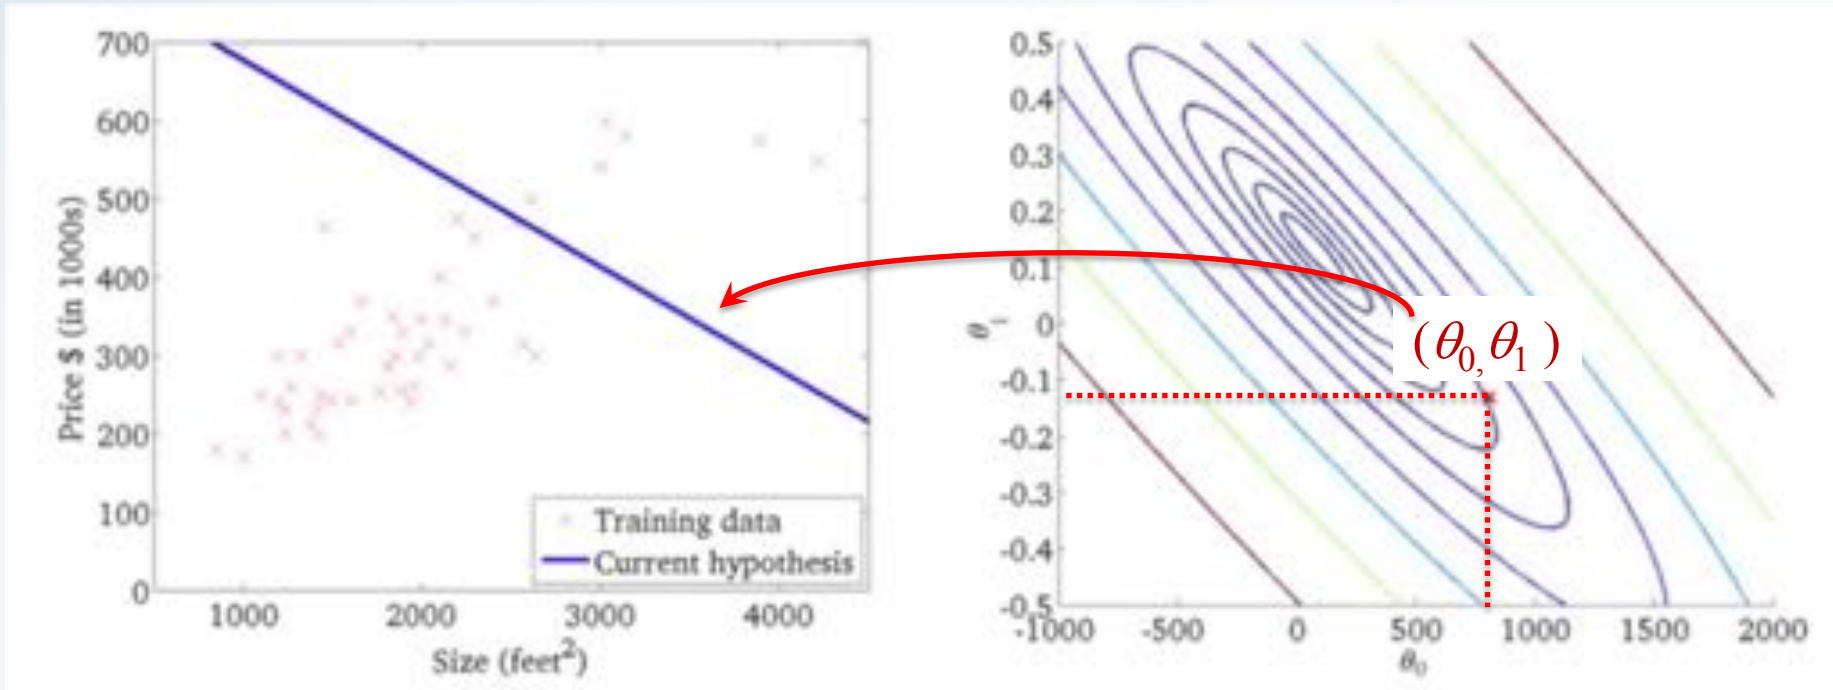 700
600
500
400
300
200
100
0
Price $ (in 1000s)
1000 2000 3000 4000
Size (feet²)
Training data
Current hypothesis
0.5
0.4
0.3
0.2
0.1
0
-0.1
-0.2
-0.3
-0.4
-0.5
θ₁
(θ₀, θ₁ )
-1000 -500 0 500 1000 1500 2000
θ₀